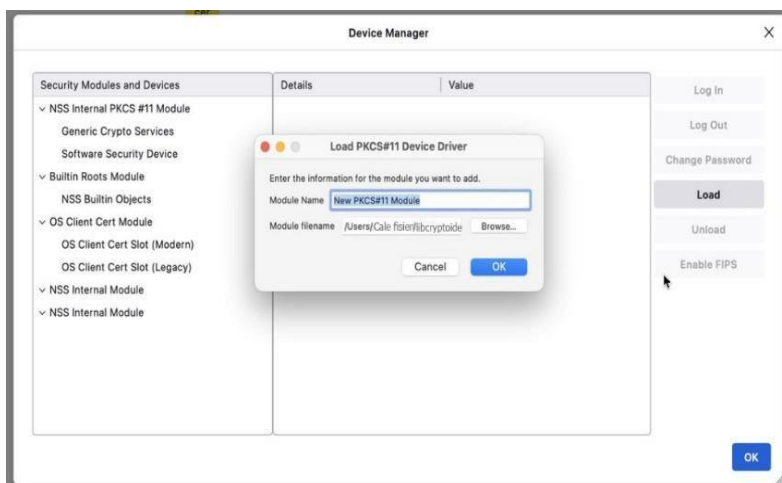 Device Manager
Security Modules and Devices
Details
Value
NSS Internal PKCS #11 Module
Generic Crypto Services
Software Security Device
Builtin Roots Module
NSS Builtin Objects
OS Client Cert Module
OS Client Cert Slot (Modern)
OS Client Cert Slot (Legacy)
NSS Internal Module
NSS Internal Module
Load PKCS#11 Device Driver
Enter the information for the module you want to add.
Module Name New PKCS#11 Module
Module filename /Users/Cale fisier/libcryptoide Browse...
Cancel OK
Log In
Log Out
Change Password
Load
Unload
Enable FIPS
OK